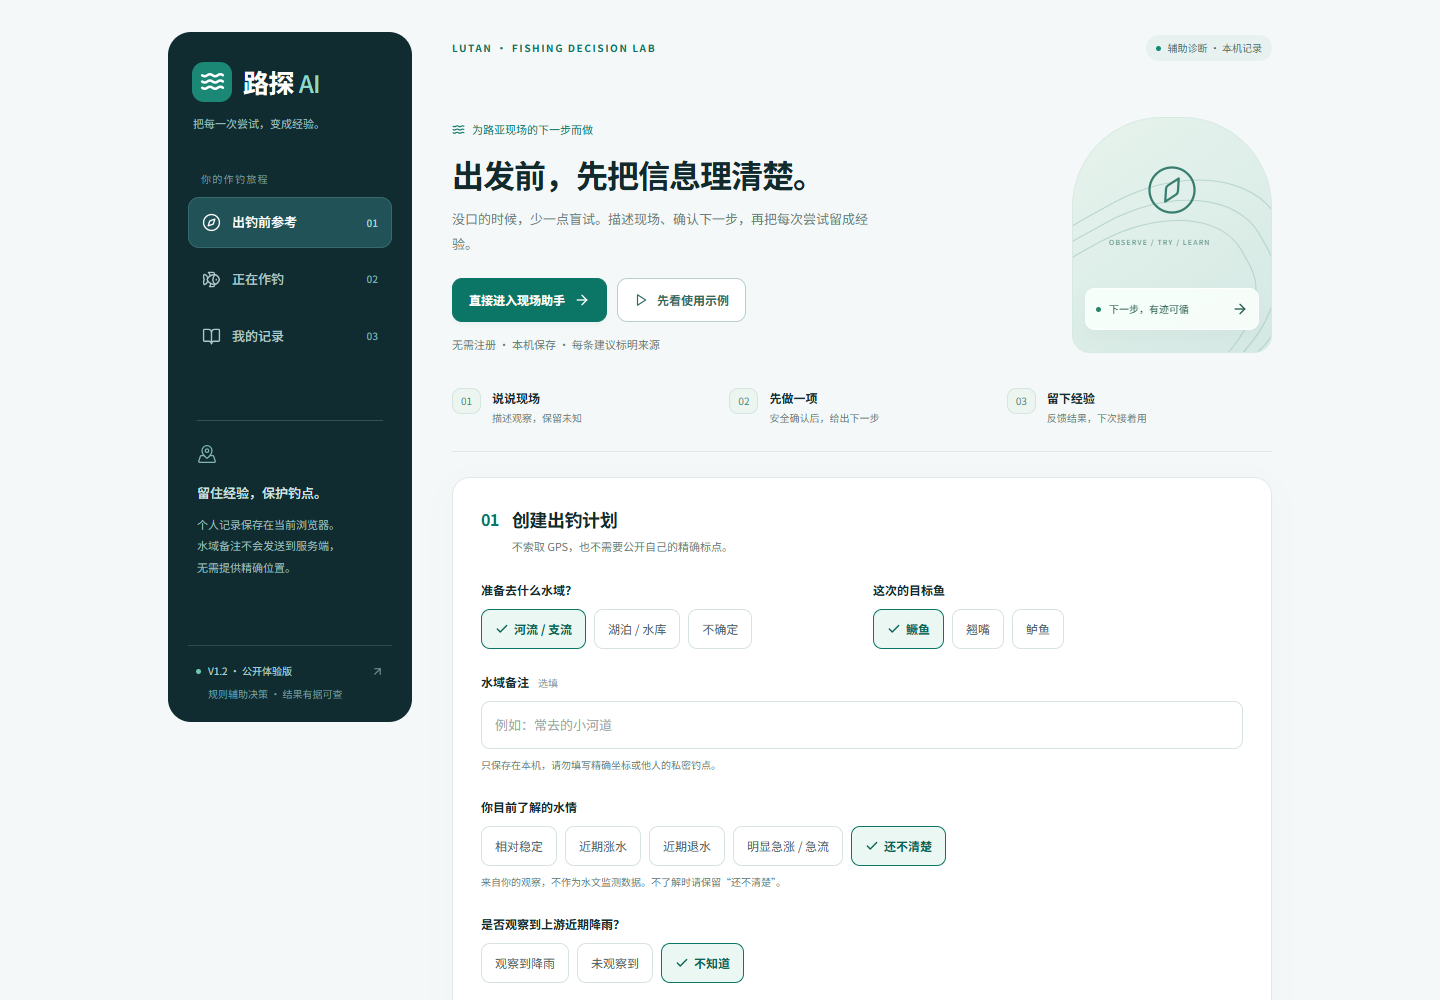 路探 AI
把每一次尝试，变成经验。
你的作钓旅程
出钓前参考 01
正在作钓 02
我的记录 03
留住经验，保护钓点。
个人记录保存在当前浏览器。
水域备注不会发送到服务端，
无需提供精确位置。
V1.2 · 公开体验版
规则辅助决策 · 结果有据可查
LUTAN · FISHING DECISION LAB
辅助诊断 · 本机记录
为路亚现场的下一步而做
出发前，先把信息理清楚。
没口的时候，少一点盲试。描述现场、确认下一步，再把每次尝试留成经
验。
直接进入现场助手
先看使用示例
无需注册 · 本机保存 · 每条建议标明来源
OBSERVE / TRY / LEARN
下一步，有迹可循
01 说说现场
描述观察，保留未知
02 先做一项
安全确认后，给出下一步
03 留下经验
反馈结果，下次接着用
01 创建出钓计划
不索取 GPS，也不需要公开自己的精确标点。
准备去什么水域？
河流 / 支流
湖泊 / 水库
不确定
这次的目标鱼
鳜鱼
翘嘴
鲈鱼
水域备注 选填
例如：常去的小河道
只保存在本机，请勿填写精确坐标或他人的私密钓点。
你目前了解的水情
相对稳定
近期涨水
近期退水
明显急涨 / 急流
还不清楚
来自你的观察，不作为水文监测数据。不了解时请保留“还不清楚”。
是否观察到上游近期降雨？
观察到降雨
未观察到
不知道